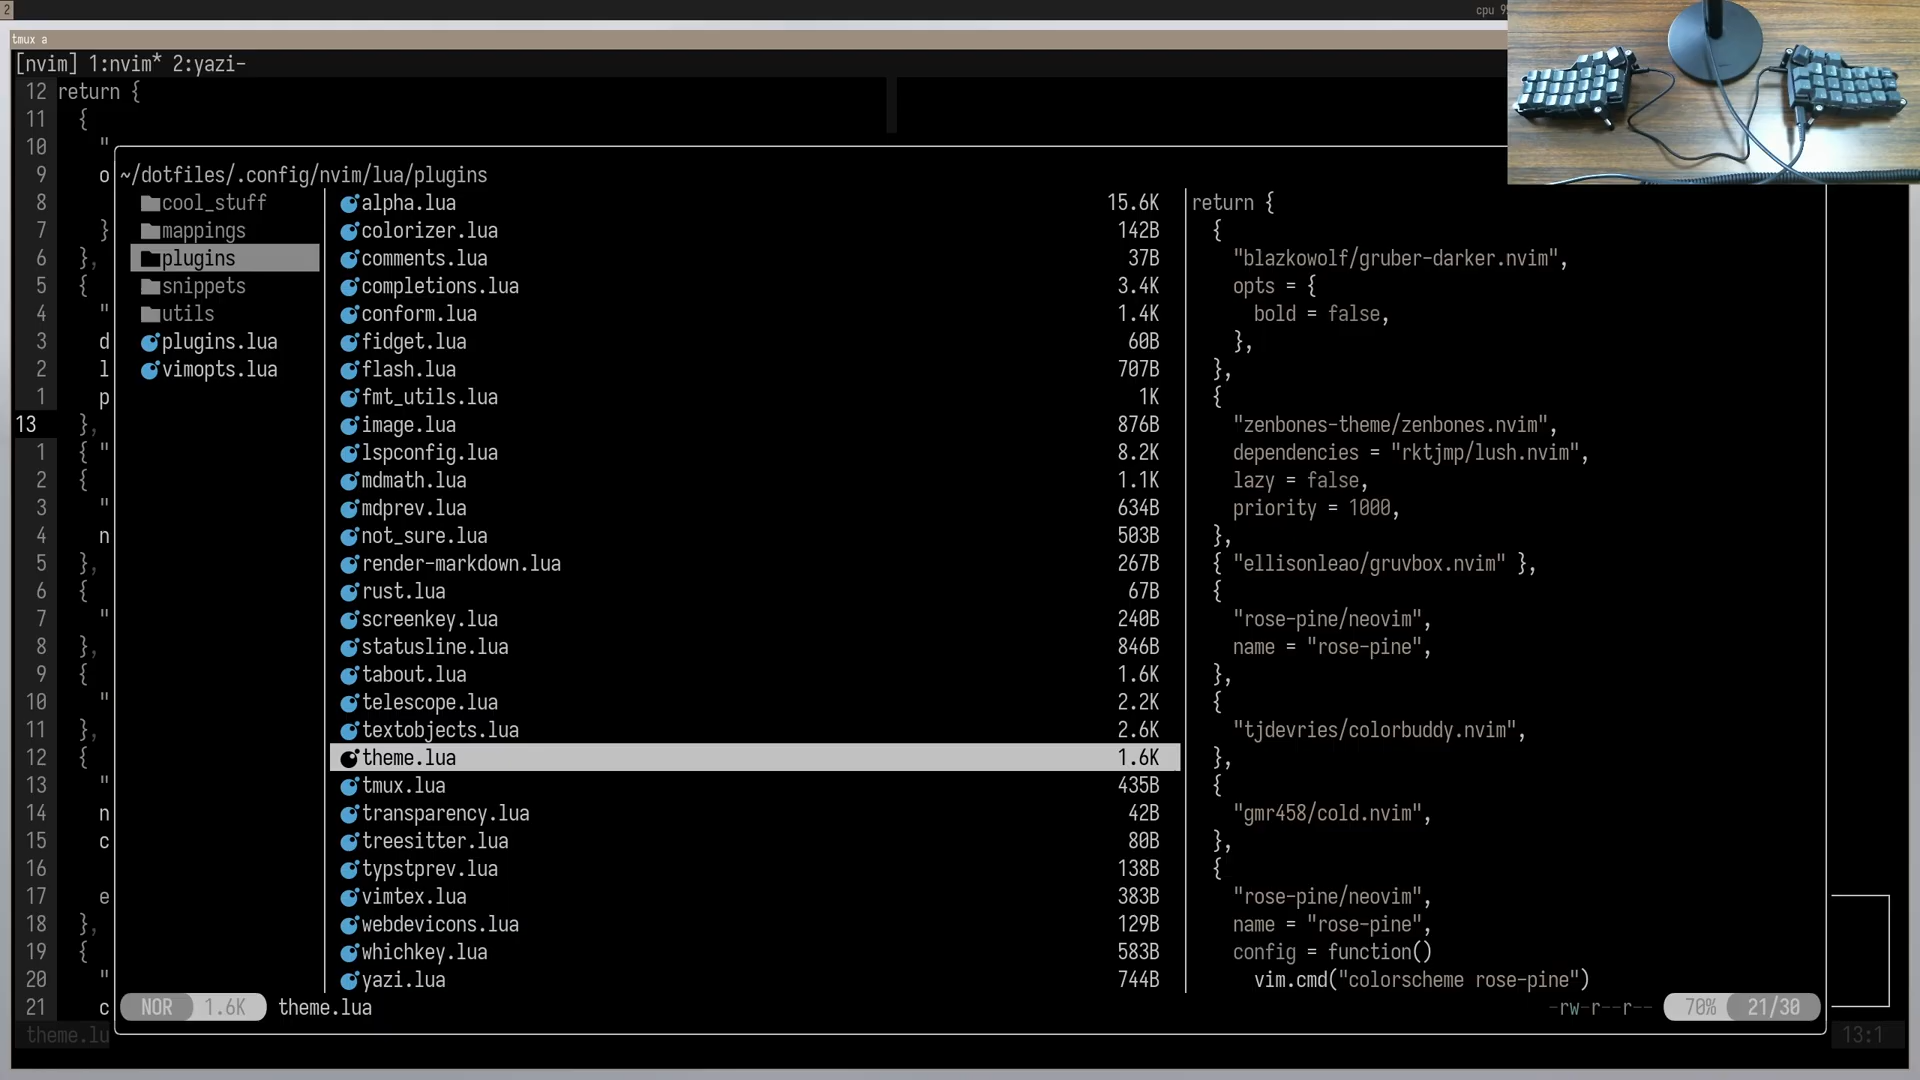 2
cpu 9
tmux a
[nvim] 1:nvim* 2:yazi-
12 return {
11 {
10 "
9 o ~/dotfiles/.config/nvim/lua/plugins
8 cool_stuff alpha.lua 15.6K return {
7 } mappings colorizer.lua 142B {
6 }, plugins comments.lua 37B "blazkowolf/gruber-darker.nvim",
5 { snippets completions.lua 3.4K opts = {
4 " utils conform.lua 1.4K bold = false,
3 d plugins.lua fidget.lua 60B },
2 l vimopts.lua flash.lua 707B },
1 p fmt_utils.lua 1K {
13 }, image.lua 876B "zenbones-theme/zenbones.nvim",
1 { " lspconfig.lua 8.2K dependencies = "rktjmp/lush.nvim",
2 { mdmath.lua 1.1K lazy = false,
3 " mdprev.lua 634B priority = 1000,
4 n not_sure.lua 503B },
5 }, render-markdown.lua 267B { "ellisonleao/gruvbox.nvim" },
6 { rust.lua 67B {
7 " screenkey.lua 240B "rose-pine/neovim",
8 }, statusline.lua 846B name = "rose-pine",
9 { tabout.lua 1.6K },
10 " telescope.lua 2.2K {
11 }, textobjects.lua 2.6K "tjdevries/colorbuddy.nvim",
12 { theme.lua 1.6K },
13 " tmux.lua 435B {
14 n transparency.lua 42B "gmr458/cold.nvim",
15 c treesitter.lua 80B },
16 typstprev.lua 138B {
17 e vimtex.lua 383B "rose-pine/neovim",
18 }, webdevicons.lua 129B name = "rose-pine",
19 { whichkey.lua 583B config = function()
20 " yazi.lua 744B vim.cmd("colorscheme rose-pine")
21 c NOR 1.6K theme.lua -rw-r--r-- 70% 21/30
theme.lu 13:1